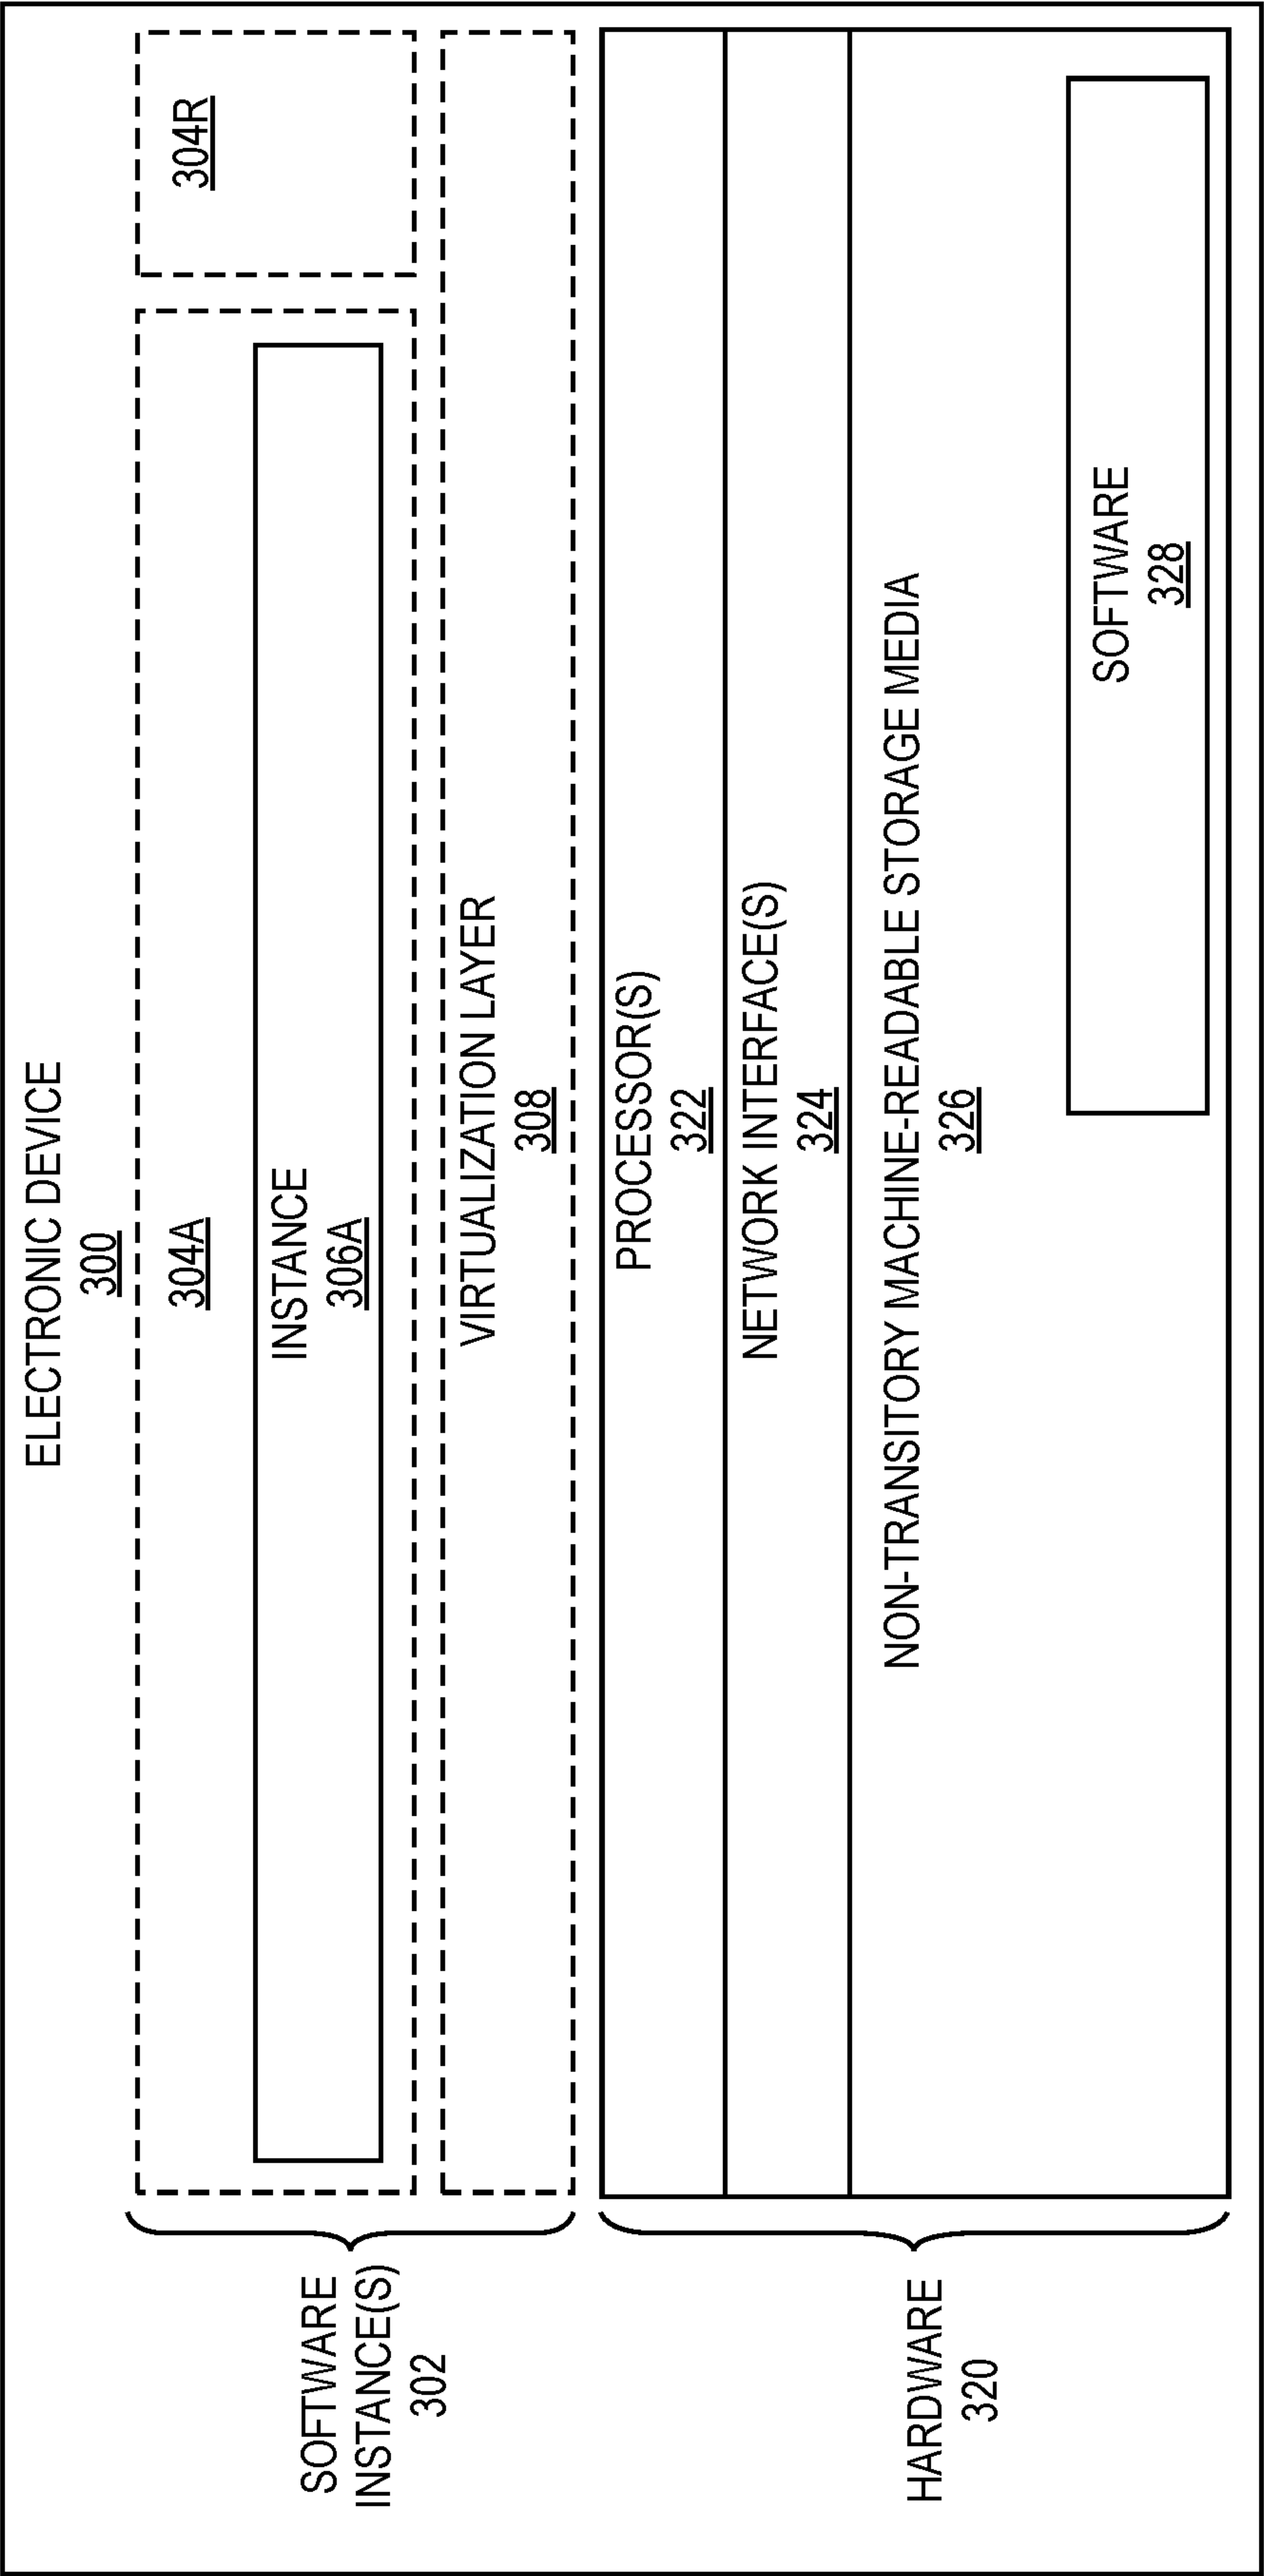 ELECTRONIC DEVICE
300
SOFTWARE
INSTANCE(S)
302
304A
304R
INSTANCE
306A
VIRTUALIZATION LAYER
308
HARDWARE
320
PROCESSOR(S)
322
NETWORK INTERFACE(S)
324
NON-TRANSITORY MACHINE-READABLE STORAGE MEDIA
326
SOFTWARE
328